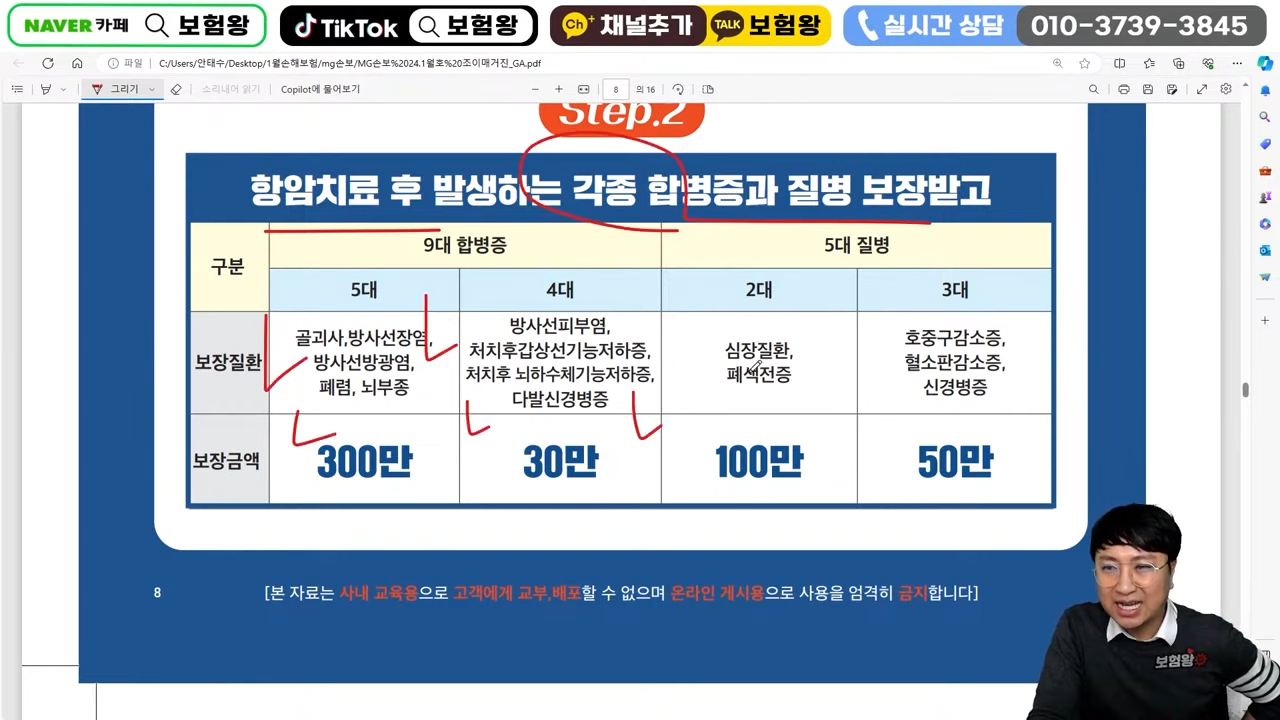 NAVER 카페 보험왕
TikTok 보험왕
Ch+ 채널추가 TALK 보험왕
실시간 상담 010-3739-3845
파일 C:/Users/안태수/Desktop/1월손해보험/mg손보/MG손보%2024.1월호%20조이매거진_GA.pdf
그리기 소리내어 읽기 Copilot에 물어보기 8 의 16
Step.2
항암치료 후 발생하는 각종 합병증과 질병 보장받고
구분 9대 합병증 5대 질병
5대 4대 2대 3대
보장질환
골괴사,방사선장염,
방사선방광염,
폐렴, 뇌부종
방사선피부염,
처치후갑상선기능저하증,
처치후 뇌하수체기능저하증,
다발신경병증
심장질환,
폐색전증
호중구감소증,
혈소판감소증,
신경병증
보장금액 300만 30만 100만 50만
8 [본 자료는 사내 교육용으로 고객에게 교부,배포할 수 없으며 온라인 게시용으로 사용을 엄격히 금지합니다]
보험왕